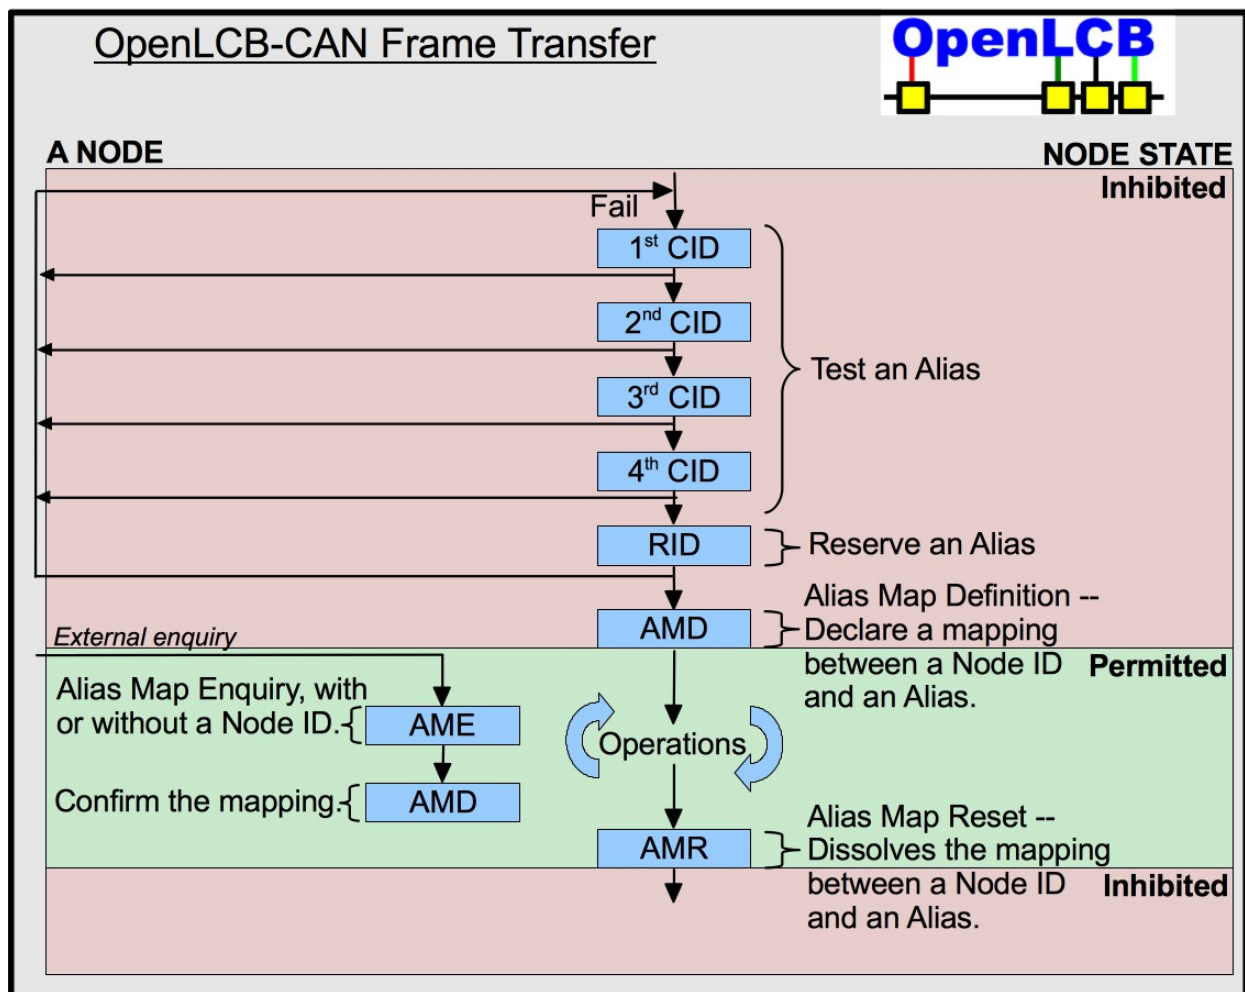 OpenLCB-CAN Frame Transfer
OpenLCB
A NODE
NODE STATE
Inhibited
Fail
1st CID
2nd CID
3rd CID
4th CID
Test an Alias
RID
Reserve an Alias
AMD
Alias Map Definition --
Declare a mapping
between a Node ID
and an Alias.
Permitted
External enquiry
Alias Map Enquiry, with
or without a Node ID.
AME
Operations
Confirm the mapping.
AMD
AMR
Alias Map Reset --
Dissolves the mapping
between a Node ID
and an Alias.
Inhibited